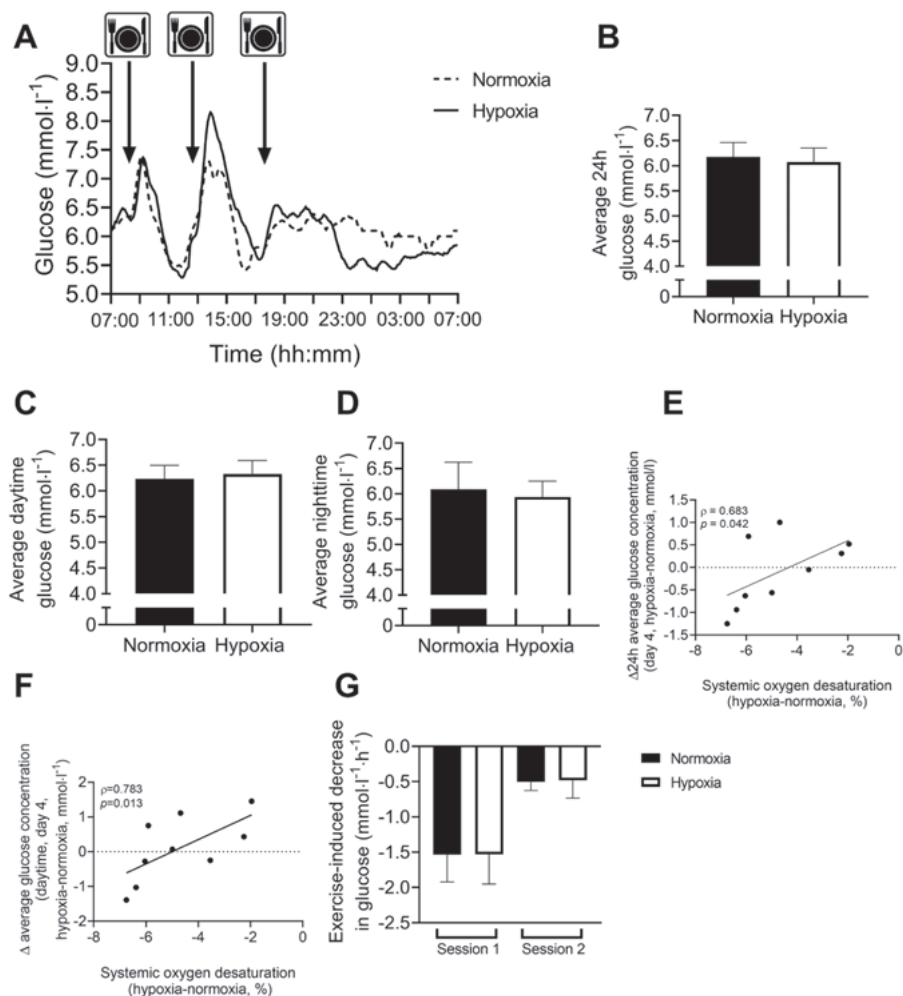 A
Glucose (mmol·l⁻¹)
9.0
8.5
8.0
7.5
7.0
6.5
6.0
5.5
5.0
07:00 11:00 15:00 19:00 23:00 03:00 07:00
Time (hh:mm)
Normoxia
Hypoxia
B
Average 24h
glucose (mmol·l⁻¹)
7.0
6.5
6.0
5.5
5.0
4.5
4.0
0
Normoxia Hypoxia
C
Average daytime
glucose (mmol·l⁻¹)
7.0
6.5
6.0
5.5
5.0
4.5
4.0
0
Normoxia Hypoxia
D
Average nighttime
glucose (mmol·l⁻¹)
7.0
6.5
6.0
5.5
5.0
4.5
4.0
0
Normoxia Hypoxia
E
Δ24h average glucose concentration
(day 4, hypoxia-normoxia, mmol/l)
1.5
1.0
0.5
0.0
-0.5
-1.0
-1.5
ρ = 0.683
p = 0.042
-8 -6 -4 -2 0
Systemic oxygen desaturation
(hypoxia-normoxia, %)
F
Δ average glucose concentration
(daytime, day 4,
hypoxia-normoxia, mmol·l⁻¹)
2
1
0
-1
-2
ρ=0.783
p=0.013
-8 -6 -4 -2 0
Systemic oxygen desaturation
(hypoxia-normoxia, %)
G
Exercise-induced decrease
in glucose (mmol·l⁻¹·h⁻¹)
0.0
-0.5
-1.0
-1.5
-2.0
-2.5
Session 1 Session 2
Normoxia
Hypoxia